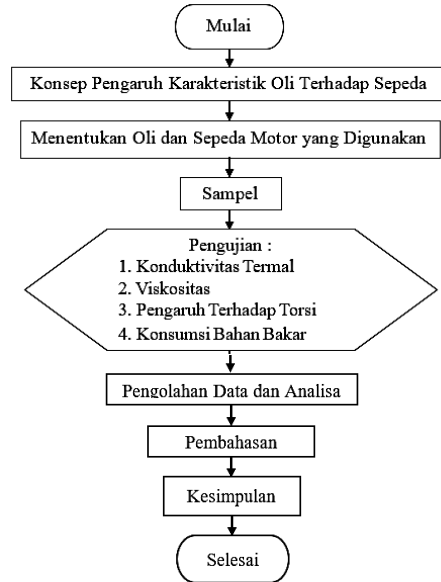 Mulai
Konsep Pengaruh Karakteristik Oli Terhadap Sepeda
Menentukan Oli dan Sepeda Motor yang Digunakan
Sampel
Pengujian :
1. Konduktivitas Termal
2. Viskositas
3. Pengaruh Terhadap Torsi
4. Konsumsi Bahan Bakar
Pengolahan Data dan Analisa
Pembahasan
Kesimpulan
Selesai